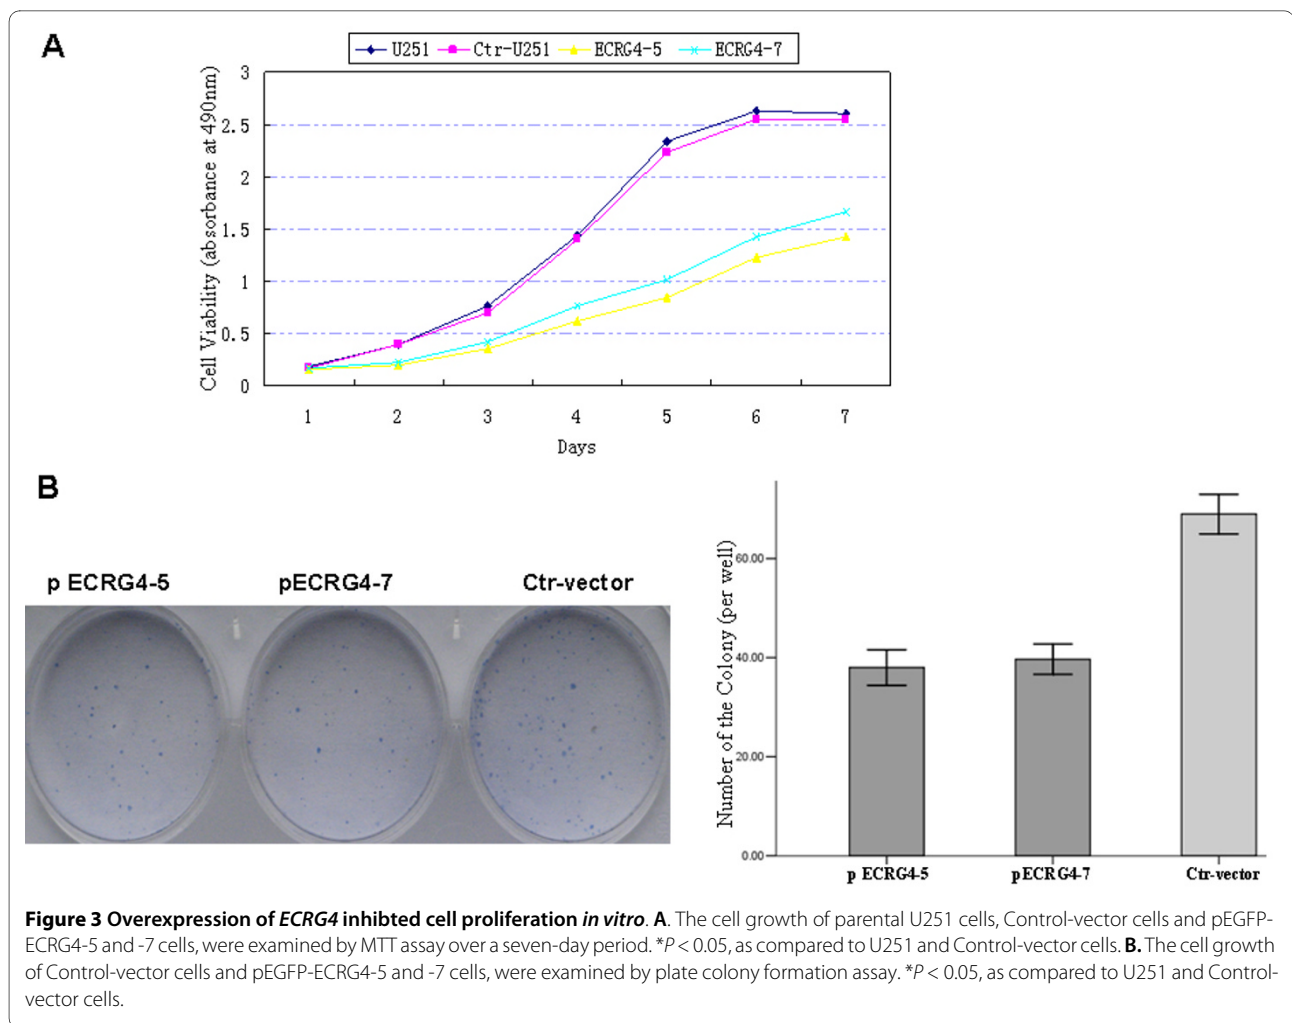 A
U251 Ctr-U251 ECRG4-5 ECRG4-7
Cell Viability (absorbance at 490nm)
3
2.5
2
1.5
1
0.5
0
1 2 3 4 5 6 7
Days
B
p ECRG4-5 pECRG4-7 Ctr-vector
Number of the Colony (per well)
60.00
40.00
20.00
0.00
p ECRG4-5 pECRG4-7 Ctr-vector
Figure 3 Overexpression of ECRG4 inhibted cell proliferation in vitro. A. The cell growth of parental U251 cells, Control-vector cells and pEGFP-
ECRG4-5 and -7 cells, were examined by MTT assay over a seven-day period. *P < 0.05, as compared to U251 and Control-vector cells. B. The cell growth
of Control-vector cells and pEGFP-ECRG4-5 and -7 cells, were examined by plate colony formation assay. *P < 0.05, as compared to U251 and Control-
vector cells.